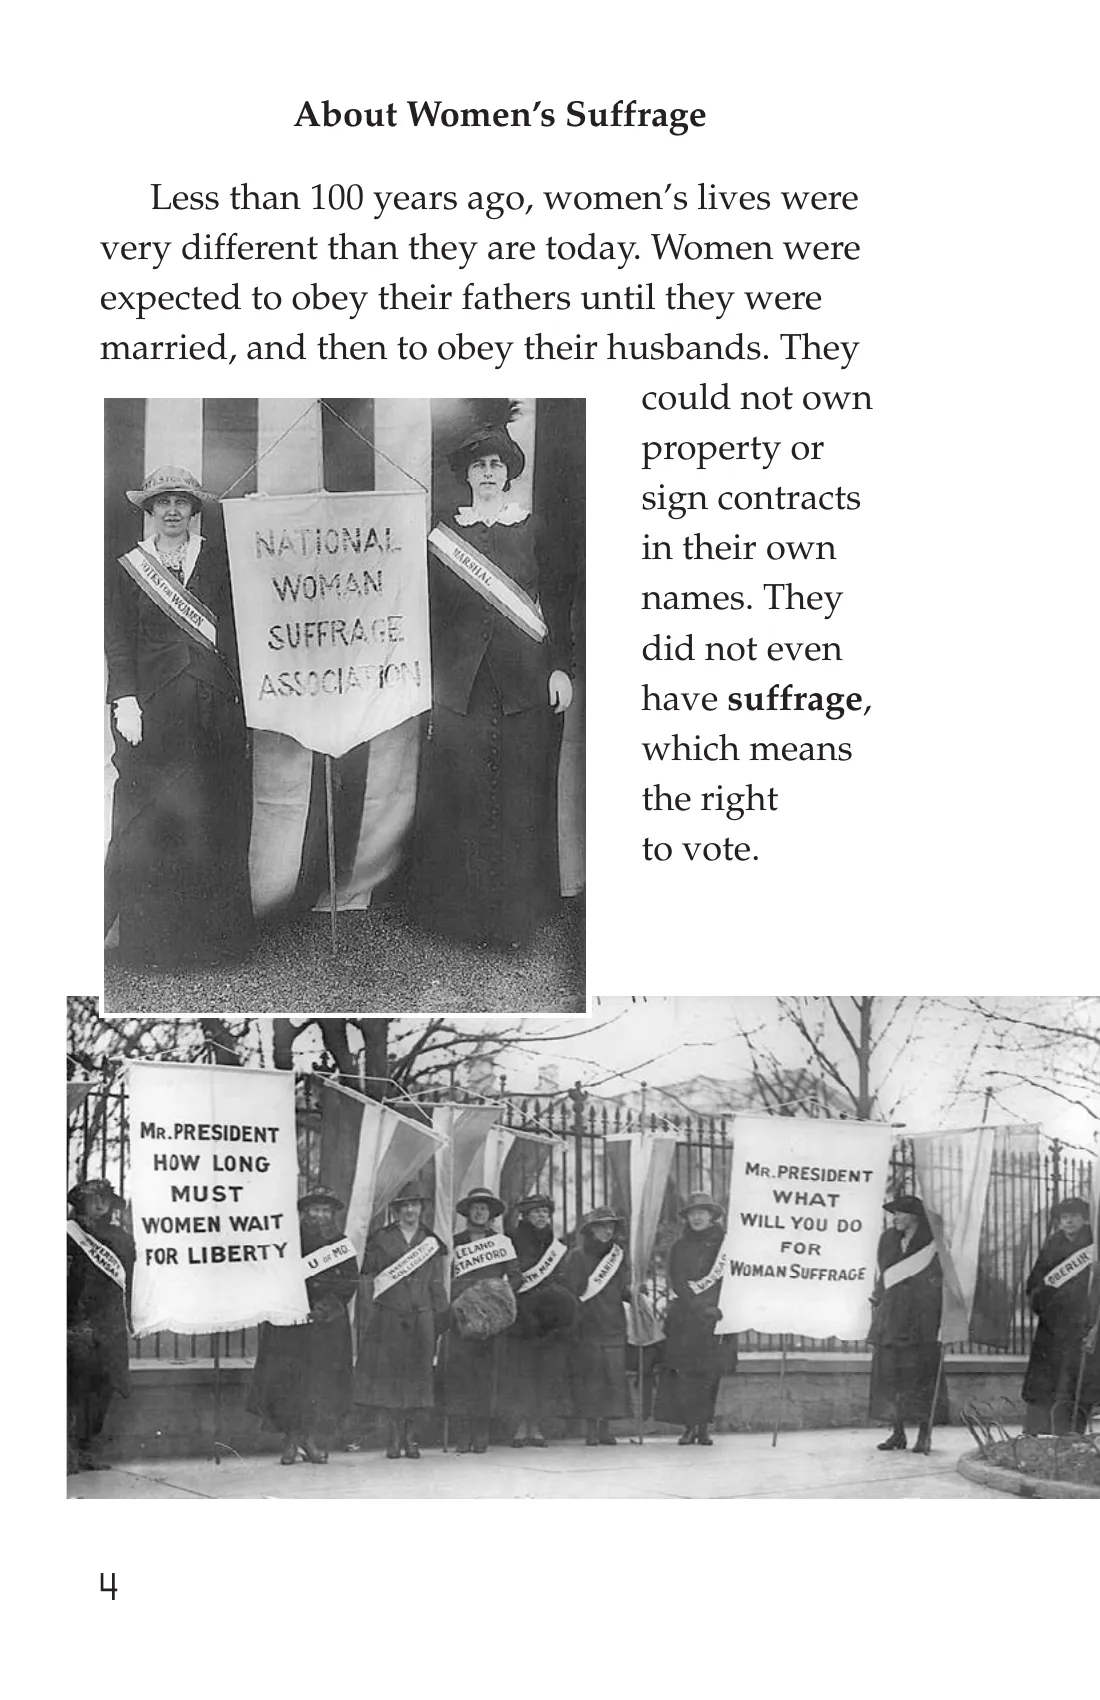 About Women’s Suffrage
Less than 100 years ago, women’s lives were
very different than they are today. Women were
expected to obey their fathers until they were
married, and then to obey their husbands. They
could not own
property or
sign contracts
in their own
names. They
did not even
have suffrage,
which means
the right
to vote.
NATIONAL
WOMAN
SUFFRAGE
ASSOCIATION
VOTES FOR WOMEN
MARSHAL
MR. PRESIDENT
HOW LONG
MUST
WOMEN WAIT
FOR LIBERTY
MR. PRESIDENT
WHAT
WILL YOU DO
FOR
WOMAN SUFFRAGE
UNIVERSITY
KANSAS
U OF MD.
LELAND
STANFORD
VASSAR
OBERLIN
4